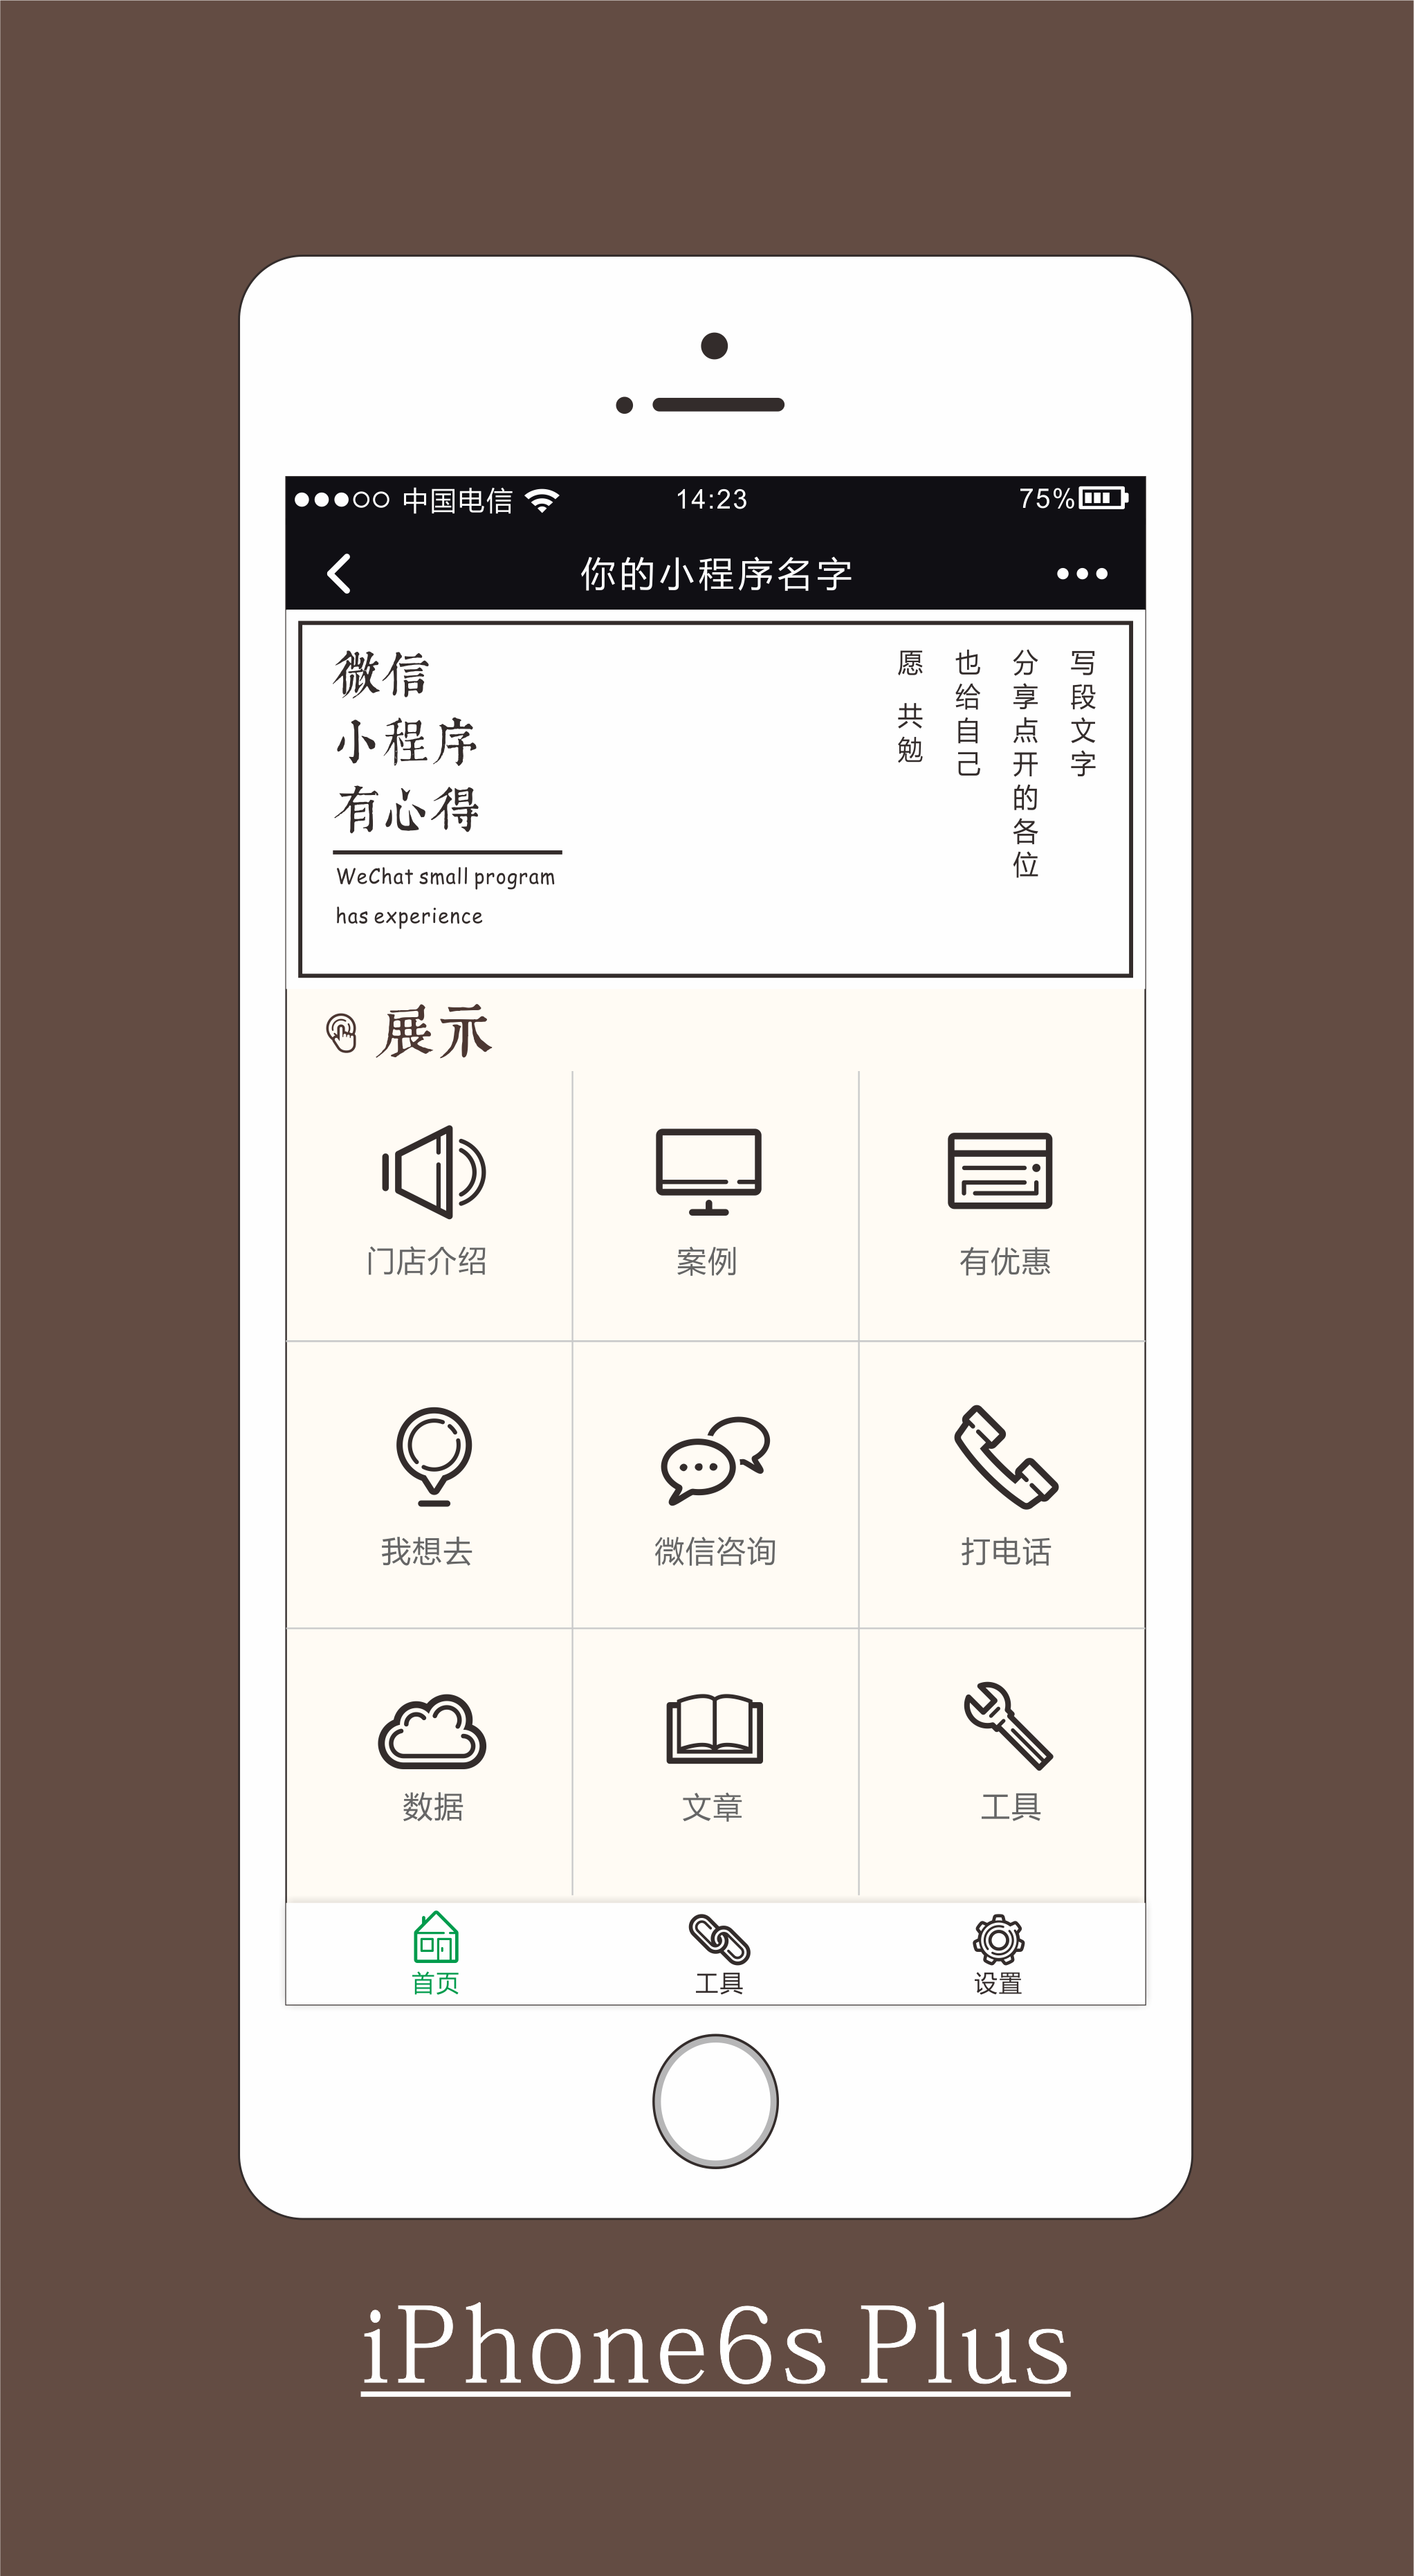 中国电信
14:23
75%
你的小程序名字
微信
小程序
有心得
WeChat small program
has experience
写段文字
分享点开的各位
也给自己
愿 共勉
展示
门店介绍
案例
有优惠
我想去
微信咨询
打电话
数据
文章
工具
首页
工具
设置
iPhone6s Plus